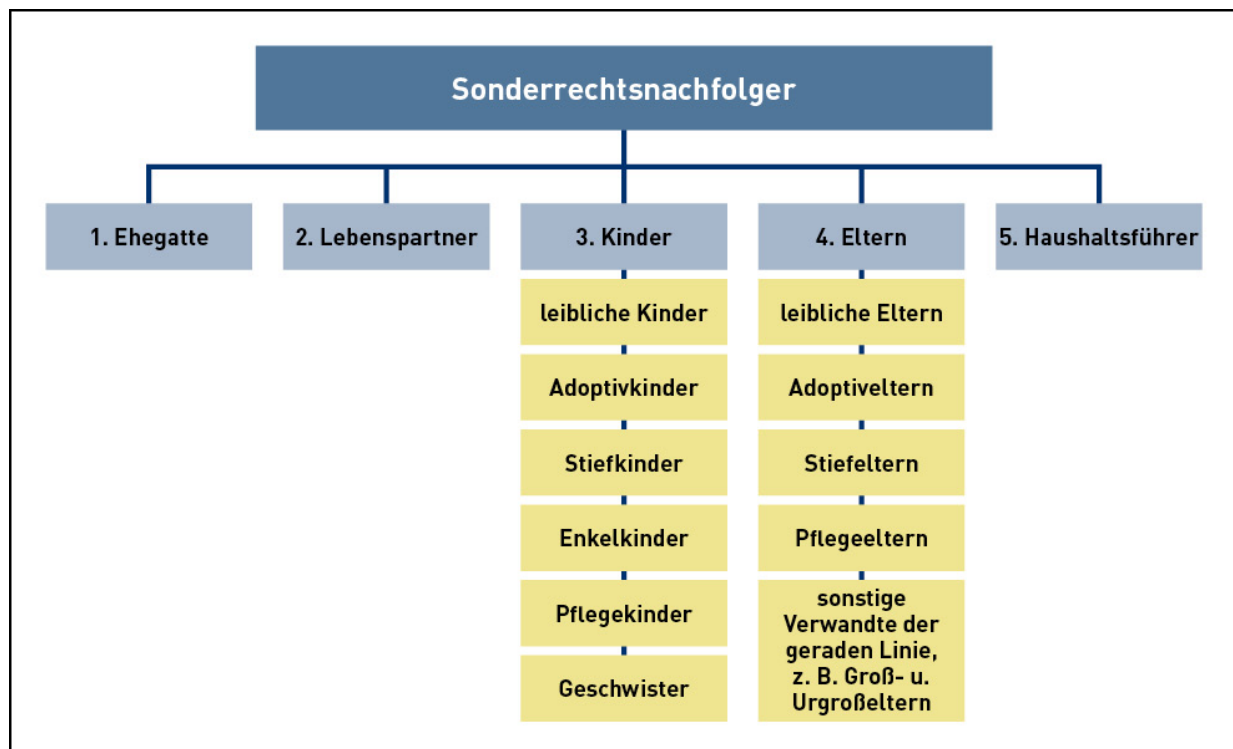 Sonderrechtsnachfolger
1. Ehegatte
2. Lebenspartner
3. Kinder
4. Eltern
5. Haushaltsführer
leibliche Kinder
Adoptivkinder
Stiefkinder
Enkelkinder
Pflegekinder
Geschwister
leibliche Eltern
Adoptiveltern
Stiefeltern
Pflegeeltern
sonstige
Verwandte der
geraden Linie,
z. B. Groß- u.
Urgroßeltern